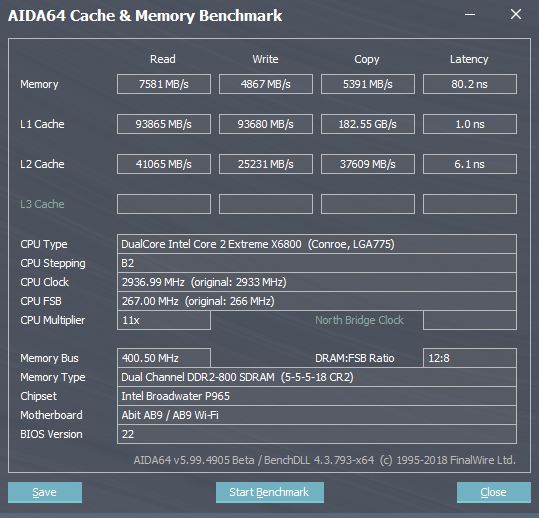 AIDA64 Cache & Memory Benchmark
Read Write Copy Latency
Memory 7581 MB/s 4867 MB/s 5391 MB/s 80.2 ns
L1 Cache 93865 MB/s 93680 MB/s 182.55 GB/s 1.0 ns
L2 Cache 41065 MB/s 25231 MB/s 37609 MB/s 6.1 ns
L3 Cache
CPU Type DualCore Intel Core 2 Extreme X6800 (Conroe, LGA775)
CPU Stepping B2
CPU Clock 2936.99 MHz (original: 2933 MHz)
CPU FSB 267.00 MHz (original: 266 MHz)
CPU Multiplier 11x North Bridge Clock
Memory Bus 400.50 MHz DRAM:FSB Ratio 12:8
Memory Type Dual Channel DDR2-800 SDRAM (5-5-5-18 CR2)
Chipset Intel Broadwater P965
Motherboard Abit AB9 / AB9 Wi-Fi
BIOS Version 22
AIDA64 v5.99.4905 Beta / BenchDLL 4.3.793-x64 (c) 1995-2018 FinalWire Ltd.
Save Start Benchmark Close